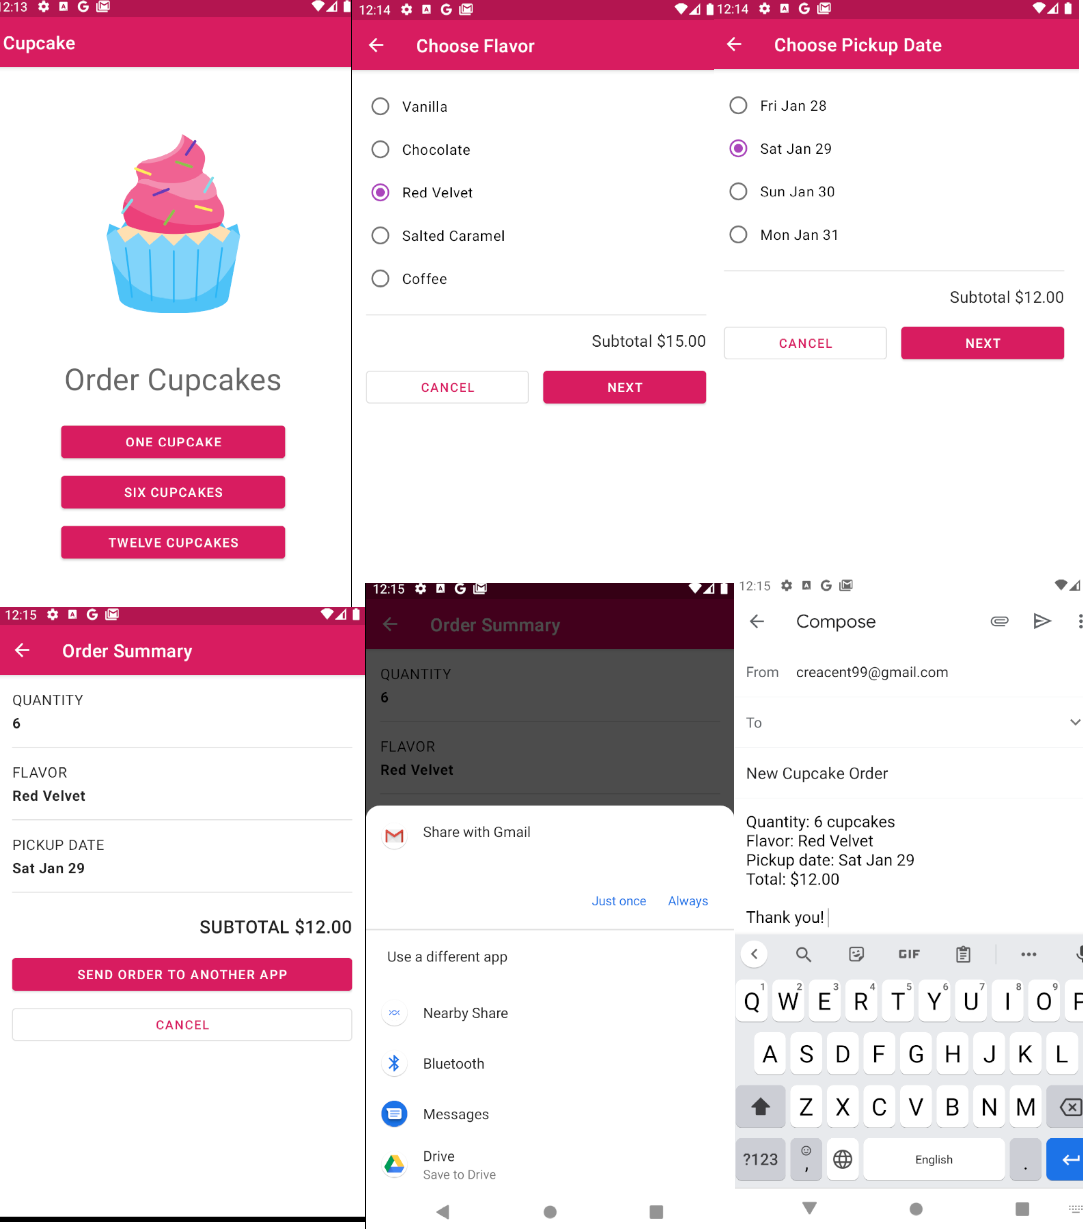 12:13
Cupcake
Order Cupcakes
ONE CUPCAKE
SIX CUPCAKES
TWELVE CUPCAKES
12:14
Choose Flavor
Vanilla
Chocolate
Red Velvet
Salted Caramel
Coffee
Subtotal $15.00
CANCEL NEXT
12:14
Choose Pickup Date
Fri Jan 28
Sat Jan 29
Sun Jan 30
Mon Jan 31
Subtotal $12.00
CANCEL NEXT
12:15
Order Summary
QUANTITY
6
FLAVOR
Red Velvet
PICKUP DATE
Sat Jan 29
SUBTOTAL $12.00
SEND ORDER TO ANOTHER APP
CANCEL
12:15
Order Summary
QUANTITY
6
FLAVOR
Red Velvet
Share with Gmail
Just once Always
Use a different app
Nearby Share
Bluetooth
Messages
Drive
Save to Drive
12:15
Compose
From creacent99@gmail.com
To
New Cupcake Order
Quantity: 6 cupcakes
Flavor: Red Velvet
Pickup date: Sat Jan 29
Total: $12.00
Thank you!
GIF
1 2 3 4 5 6 7 8 9
Q W E R T Y U I O P
A S D F G H J K L
Z X C V B N M
?123 , English .